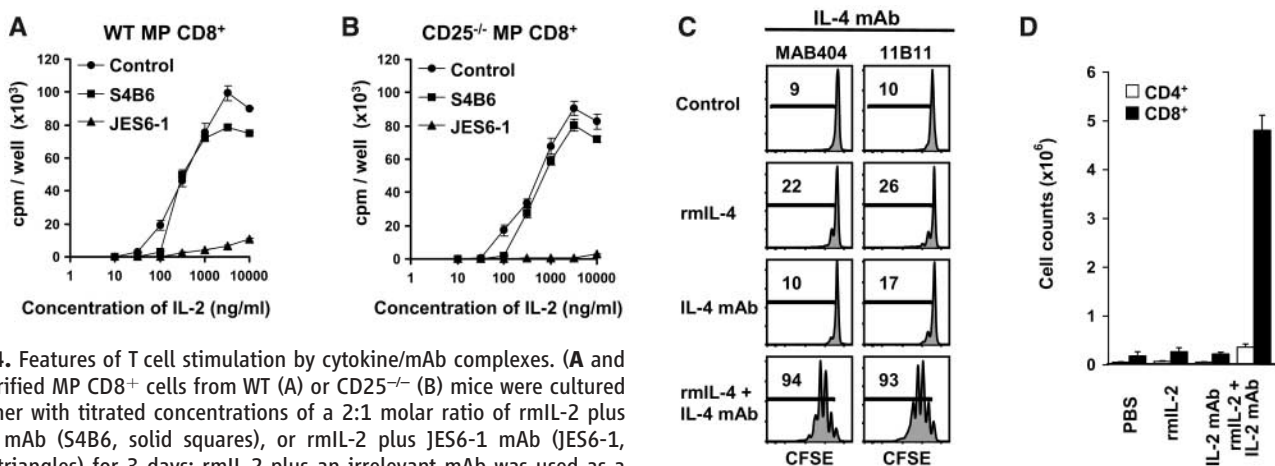 A
WT MP CD8+
Control
S4B6
JES6-1
cpm / well (x10³)
120
100
80
60
40
20
0
1
10
100
1000
10000
Concentration of IL-2 (ng/ml)
B
CD25-/- MP CD8+
Control
S4B6
JES6-1
cpm / well (x10³)
120
100
80
60
40
20
0
1
10
100
1000
10000
Concentration of IL-2 (ng/ml)
C
IL-4 mAb
MAB404 11B11
Control 9 10
rmIL-4 22 26
IL-4 mAb 10 17
rmIL-4 +
IL-4 mAb
94 93
CFSE CFSE
D
CD4+
CD8+
Cell counts (x10⁶)
6
5
4
3
2
1
0
PBS
rmIL-2
IL-2 mAb
rmIL-2 +
IL-2 mAb
4. Features of T cell stimulation by cytokine/mAb complexes. (A and
rified MP CD8+ cells from WT (A) or CD25−/− (B) mice were cultured
her with titrated concentrations of a 2:1 molar ratio of rmIL-2 plus
mAb (S4B6, solid squares), or rmIL-2 plus JES6-1 mAb (JES6-1,
triangles) for 3 days; rmIL-2 plus an irrelevant mAb was used as a